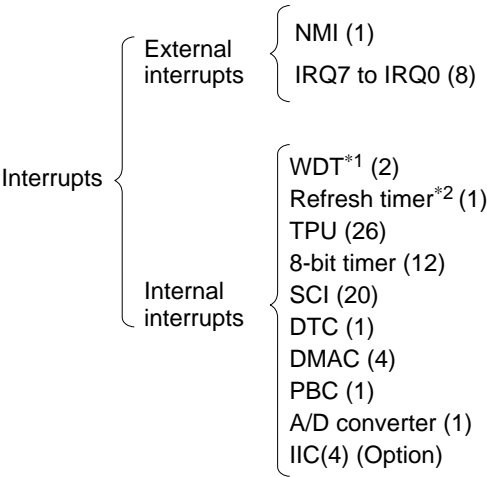 Interrupts
External
interrupts
NMI (1)
IRQ7 to IRQ0 (8)
Internal
interrupts
WDT*1 (2)
Refresh timer*2 (1)
TPU (26)
8-bit timer (12)
SCI (20)
DTC (1)
DMAC (4)
PBC (1)
A/D converter (1)
IIC(4) (Option)